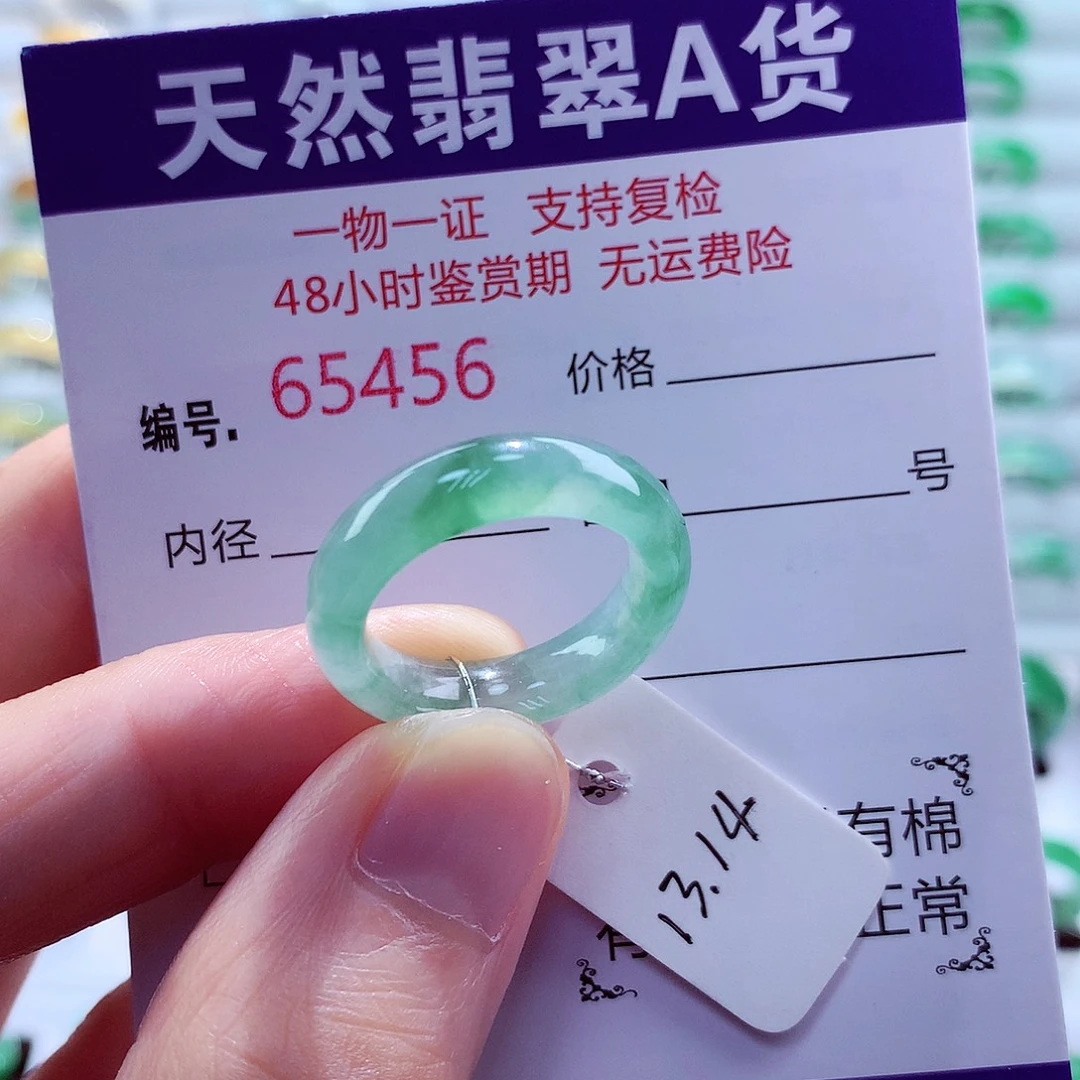 天然翡翠A货
一物一证 支持复检
48小时鉴赏期 无运费险
编号. 65456 价格
内径 号
13.14
有棉
正常